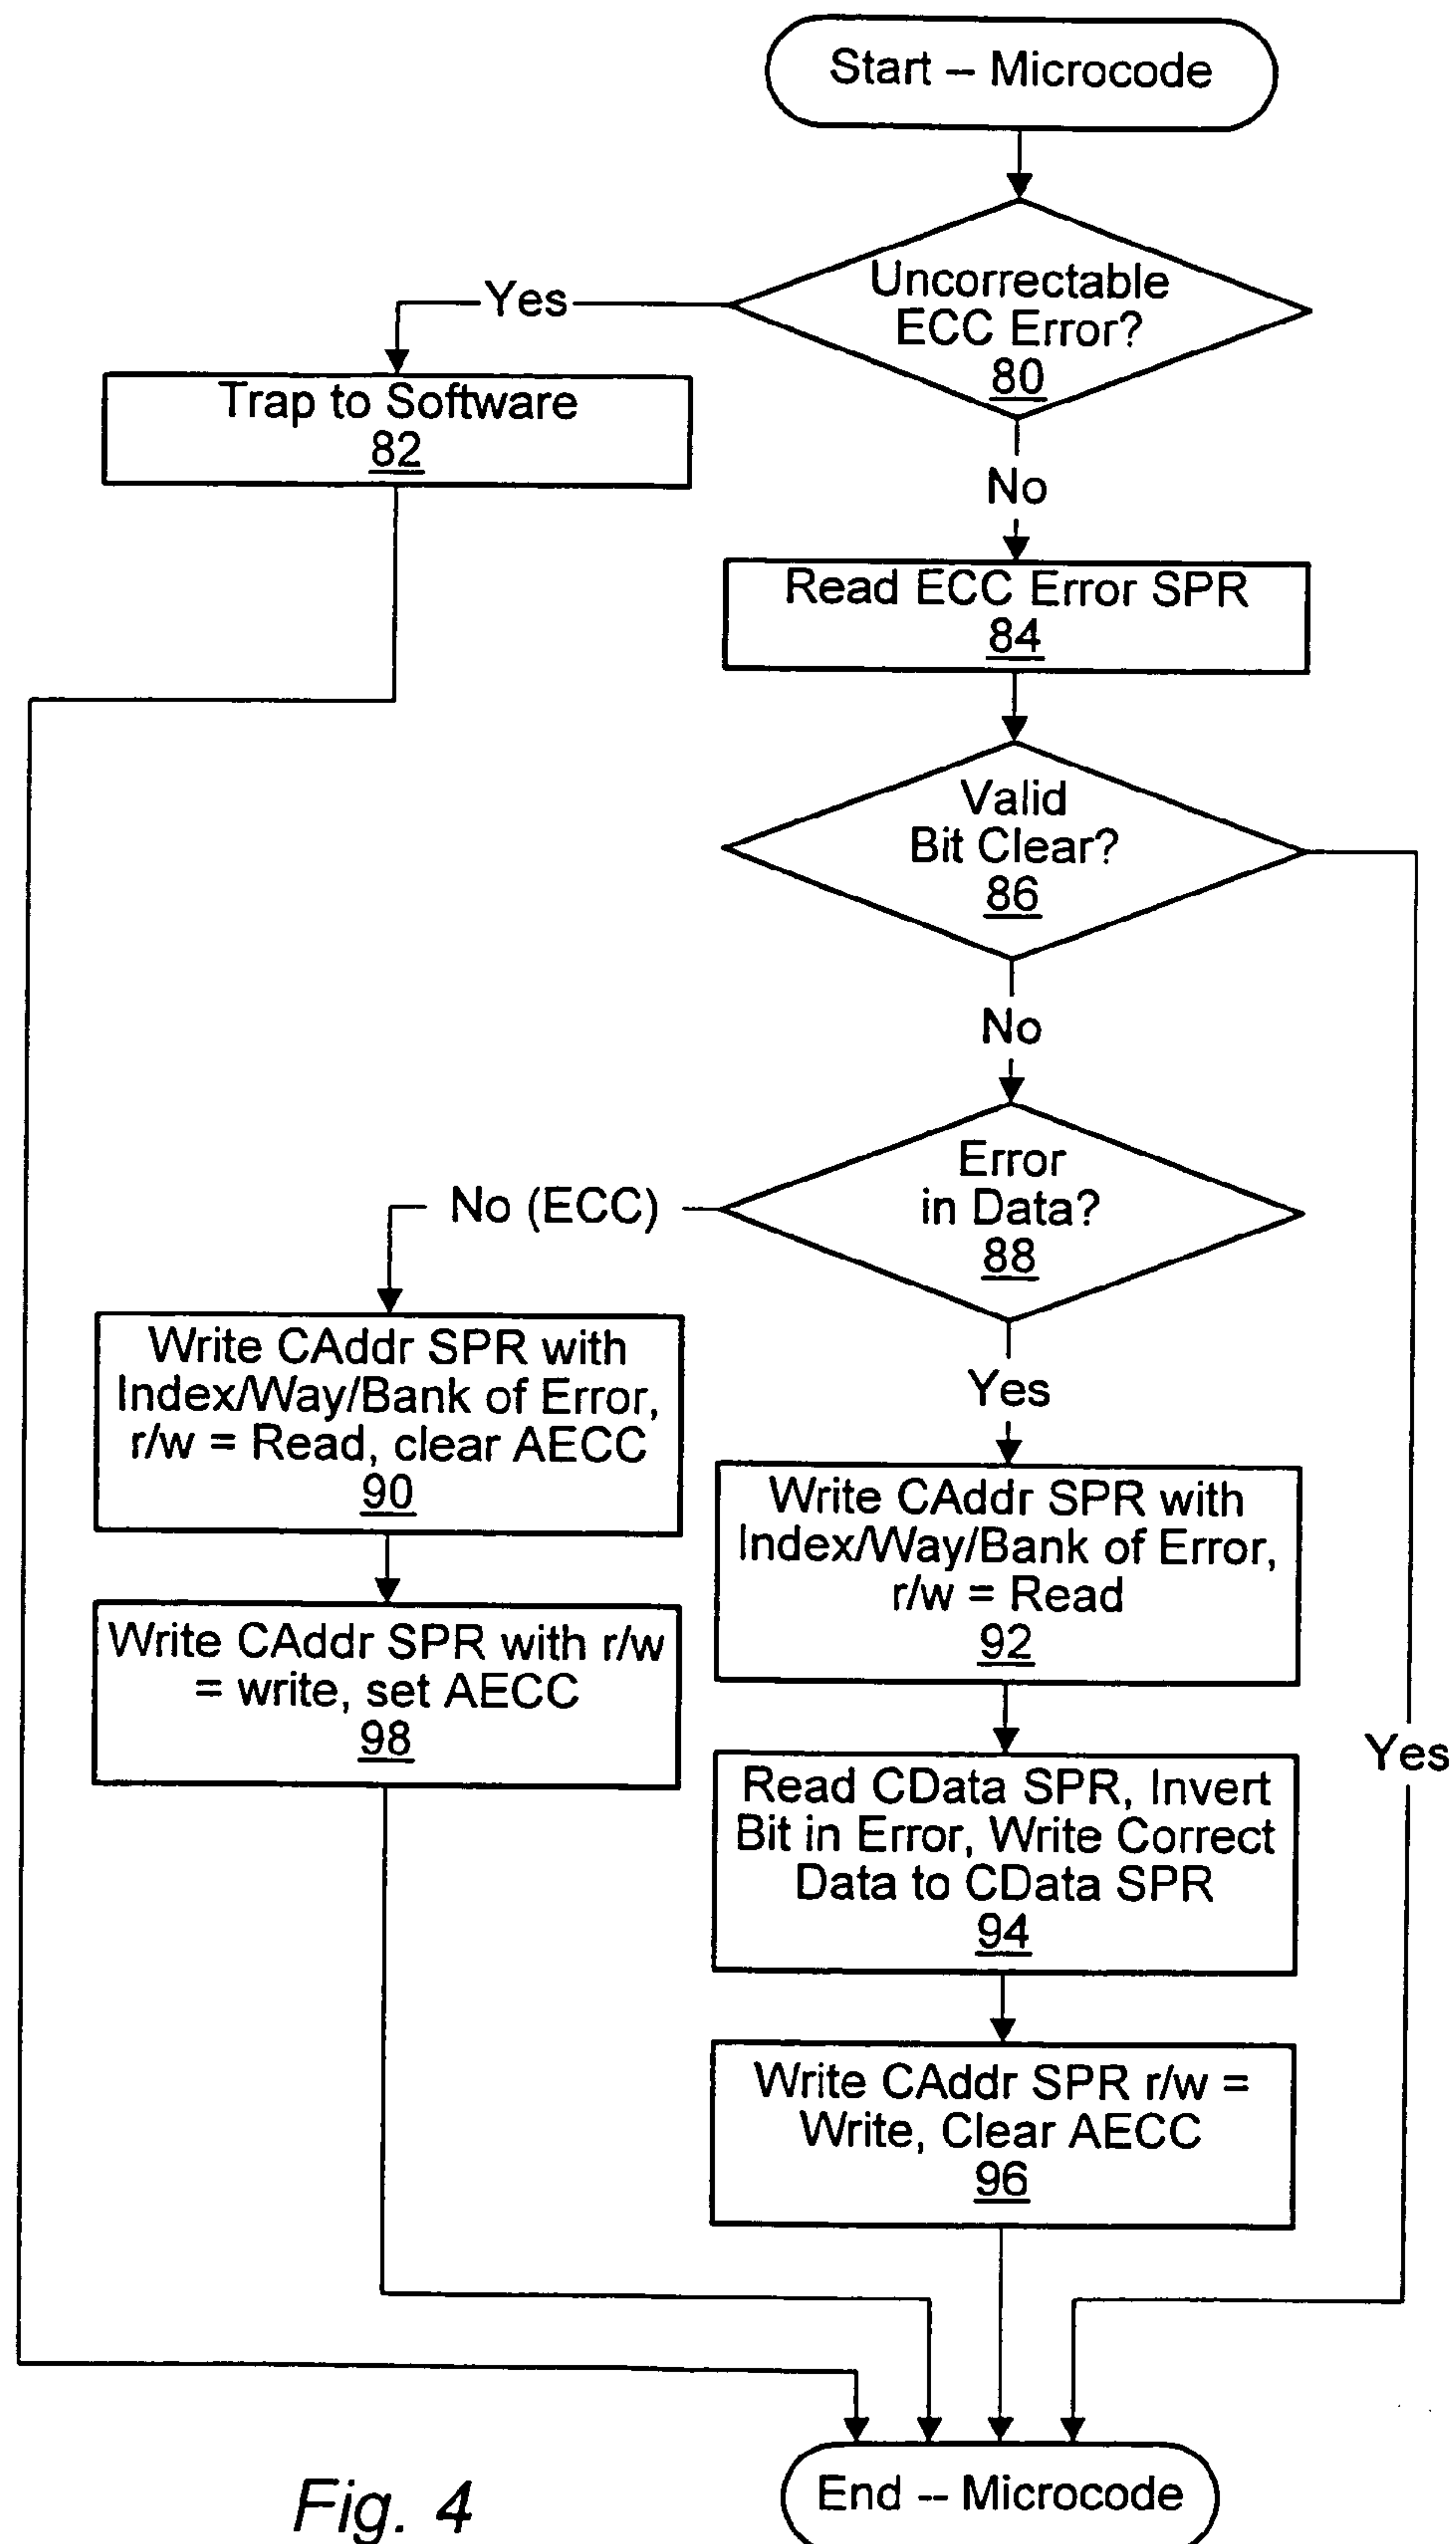 Start – Microcode
Uncorrectable
ECC Error?
80
Yes
Trap to Software
82
No
Read ECC Error SPR
84
Valid
Bit Clear?
86
No
Error
in Data?
88
No (ECC)
Write CAddr SPR with
Index/Way/Bank of Error,
r/w = Read, clear AECC
90
Yes
Write CAddr SPR with
Index/Way/Bank of Error,
r/w = Read
92
Write CAddr SPR with r/w
= write, set AECC
98
Yes
Read CData SPR, Invert
Bit in Error, Write Correct
Data to CData SPR
94
Write CAddr SPR r/w =
Write, Clear AECC
96
End -- Microcode
Fig. 4